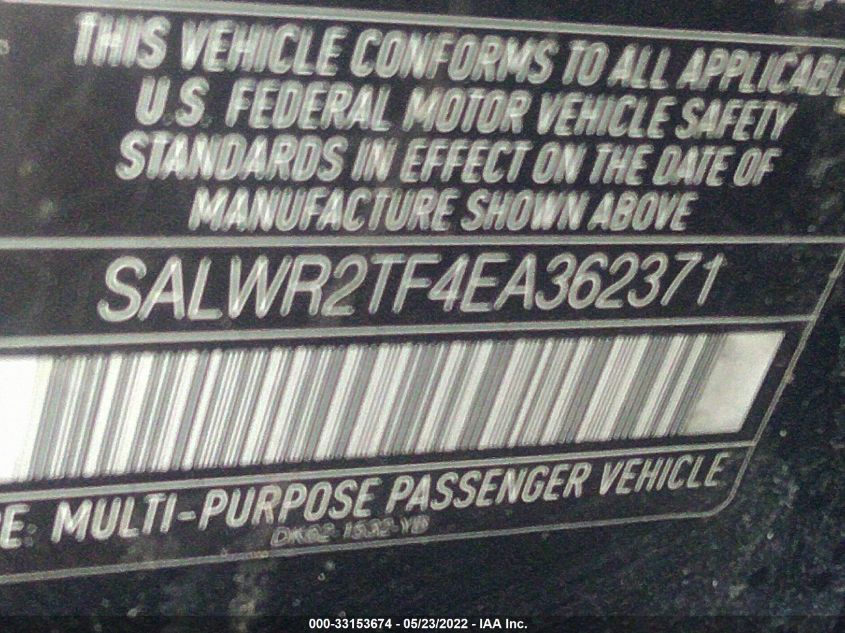 THIS VEHICLE CONFORMS TO ALL APPLICABL
U.S. FEDERAL MOTOR VEHICLE SAFETY
STANDARDS IN EFFECT ON THE DATE OF
MANUFACTURE SHOWN ABOVE
SALWR2TF4EA362371
E: MULTI-PURPOSE PASSENGER VEHICLE
000-33153674 - 05/23/2022 - IAA Inc.